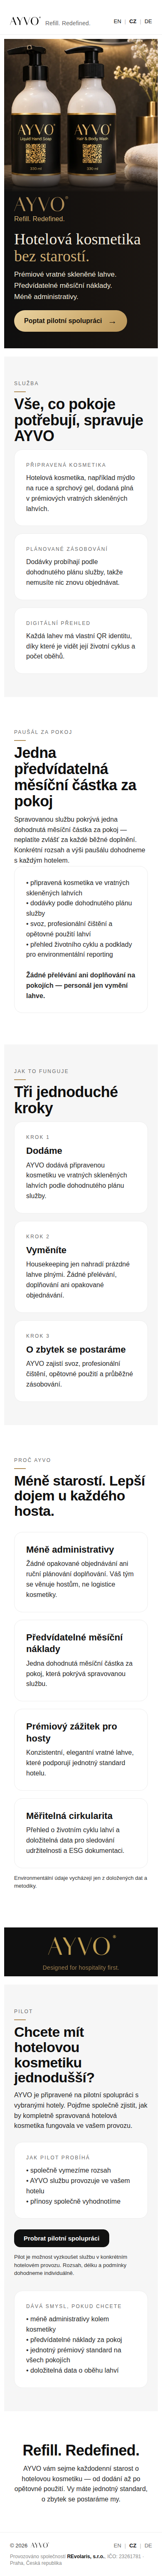 AYVO® Refill. Redefined. EN | CZ | DE
AYVO
Liquid Hand Soap
330 ml
AYVO
Hair & Body Wash
330 ml
AYVO®
Refill. Redefined.
Hotelová kosmetika
bez starostí.
Prémiové vratné skleněné lahve.
Předvídatelné měsíční náklady.
Méně administrativy.
Poptat pilotní spolupráci →
SLUŽBA
Vše, co pokoje
potřebují, spravuje
AYVO
PŘIPRAVENÁ KOSMETIKA
Hotelová kosmetika, například mýdlo
na ruce a sprchový gel, dodaná plná
v prémiových vratných skleněných
lahvích.
PLÁNOVANÉ ZÁSOBOVÁNÍ
Dodávky probíhají podle
dohodnutého plánu služby, takže
nemusíte nic znovu objednávat.
DIGITÁLNÍ PŘEHLED
Každá lahev má vlastní QR identitu,
díky které je vidět její životní cyklus a
počet oběhů.
PAUŠÁL ZA POKOJ
Jedna
předvídatelná
měsíční částka za
pokoj
Spravovanou službu pokrývá jedna
dohodnutá měsíční částka za pokoj —
neplatíte zvlášť za každé běžné doplnění.
Konkrétní rozsah a výši paušálu dohodneme
s každým hotelem.
• připravená kosmetika ve vratných
skleněných lahvích
• dodávky podle dohodnutého plánu
služby
• svoz, profesionální čištění a
opětovné použití lahví
• přehled životního cyklu a podklady
pro environmentální reporting
Žádné přelévání ani doplňování na
pokojích — personál jen vymění
lahve.
JAK TO FUNGUJE
Tři jednoduché
kroky
KROK 1
Dodáme
AYVO dodává připravenou
kosmetiku ve vratných skleněných
lahvích podle dohodnutého plánu
služby.
KROK 2
Vyměníte
Housekeeping jen nahradí prázdné
lahve plnými. Žádné přelévání,
doplňování ani opakované
objednávání.
KROK 3
O zbytek se postaráme
AYVO zajistí svoz, profesionální
čištění, opětovné použití a průběžné
zásobování.
PROČ AYVO
Méně starostí. Lepší
dojem u každého
hosta.
Méně administrativy
Žádné opakované objednávání ani
ruční plánování doplňování. Váš tým
se věnuje hostům, ne logistice
kosmetiky.
Předvídatelné měsíční
náklady
Jedna dohodnutá měsíční částka za
pokoj, která pokrývá spravovanou
službu.
Prémiový zážitek pro
hosty
Konzistentní, elegantní vratné lahve,
které podporují jednotný standard
hotelu.
Měřitelná cirkularita
Přehled o životním cyklu lahví a
doložitelná data pro sledování
udržitelnosti a ESG dokumentaci.
Environmentální údaje vycházejí jen z doložených dat a
metodiky.
AYVO®
Designed for hospitality first.
PILOT
Chcete mít
hotelovou
kosmetiku
jednodušší?
AYVO je připravené na pilotní spolupráci s
vybranými hotely. Pojďme společně zjistit, jak
by kompletně spravovaná hotelová
kosmetika fungovala ve vašem provozu.
JAK PILOT PROBÍHÁ
• společně vymezíme rozsah
• AYVO službu provozuje ve vašem
hotelu
• přínosy společně vyhodnotíme
Probrat pilotní spolupráci
Pilot je možnost vyzkoušet službu v konkrétním
hotelovém provozu. Rozsah, délku a podmínky
dohodneme individuálně.
DÁVÁ SMYSL, POKUD CHCETE
• méně administrativy kolem
kosmetiky
• předvídatelné náklady za pokoj
• jednotný prémiový standard na
všech pokojích
• doložitelná data o oběhu lahví
Refill. Redefined.
AYVO vám sejme každodenní starost o
hotelovou kosmetiku — od dodání až po
opětovné použití. Vy máte jednotný standard,
o zbytek se postaráme my.
© 2026 AYVO® EN | CZ | DE
Provozováno společností REvolaris, s.r.o.. IČO: 23261781 ·
Praha, Česká republika